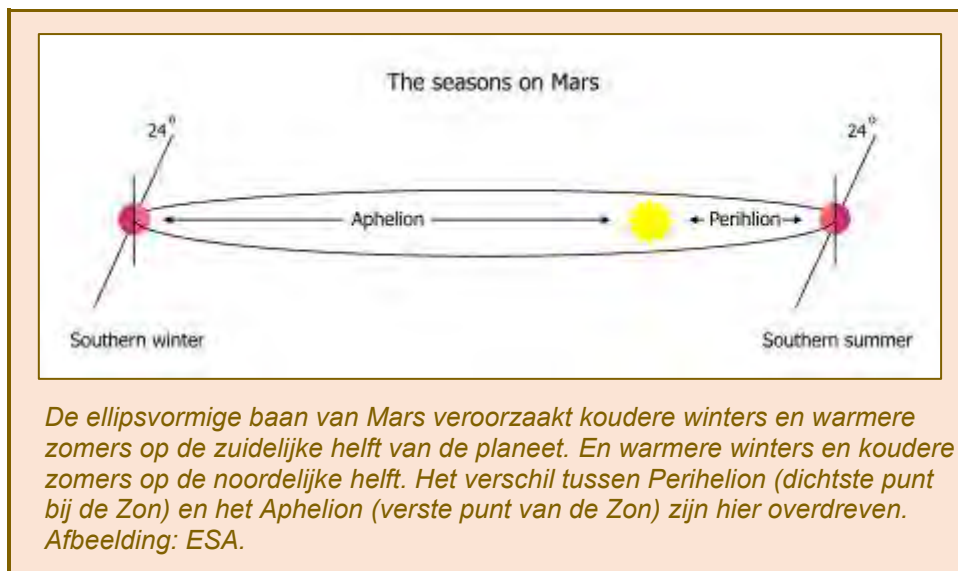 The seasons on Mars
24°
24°
Aphelion
Perihlion
Southern winter
Southern summer
De ellipsvormige baan van Mars veroorzaakt koudere winters en warmere
zomers op de zuidelijke helft van de planeet. En warmere winters en koudere
zomers op de noordelijke helft. Het verschil tussen Perihelion (dichtste punt
bij de Zon) en het Aphelion (verste punt van de Zon) zijn hier overdreven.
Afbeelding: ESA.